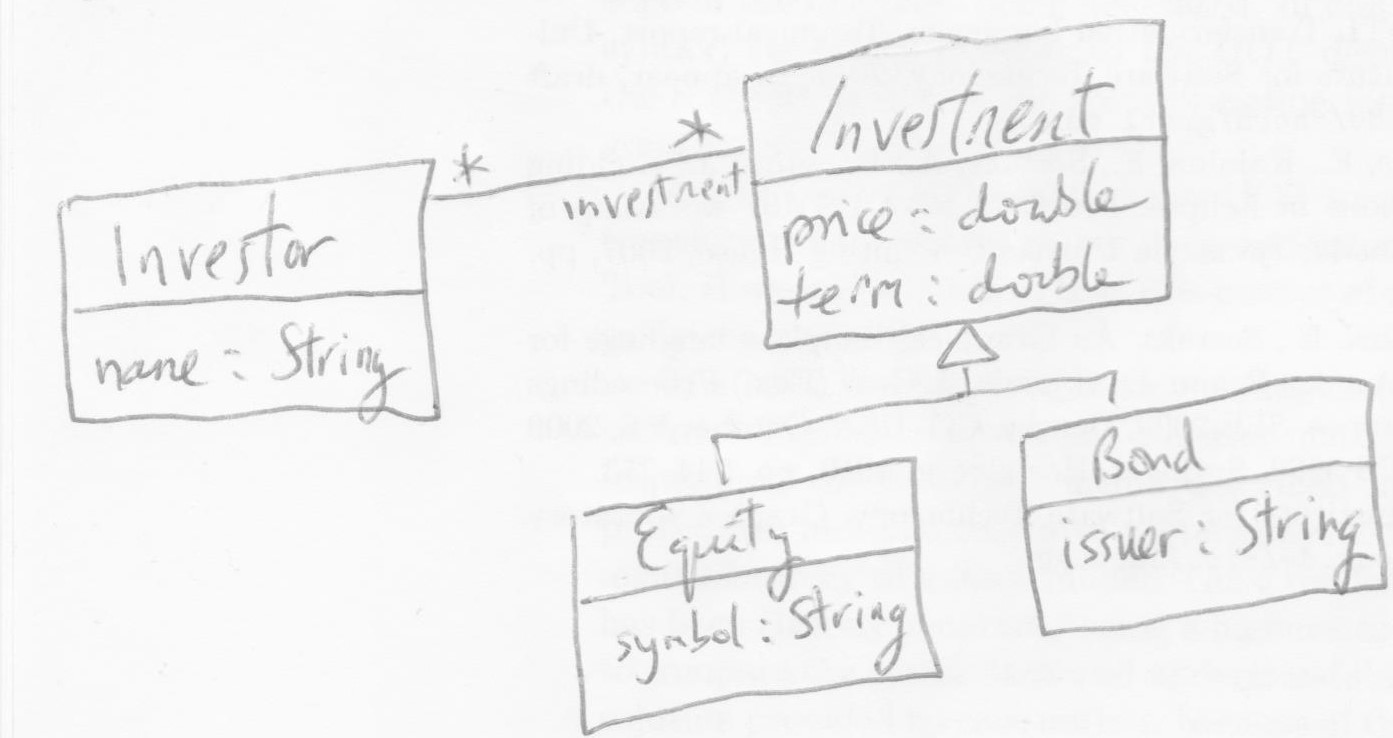 Investor
name : String
*
*
investment
Investment
price : double
term : double
Equity
symbol : String
Bond
issuer : String